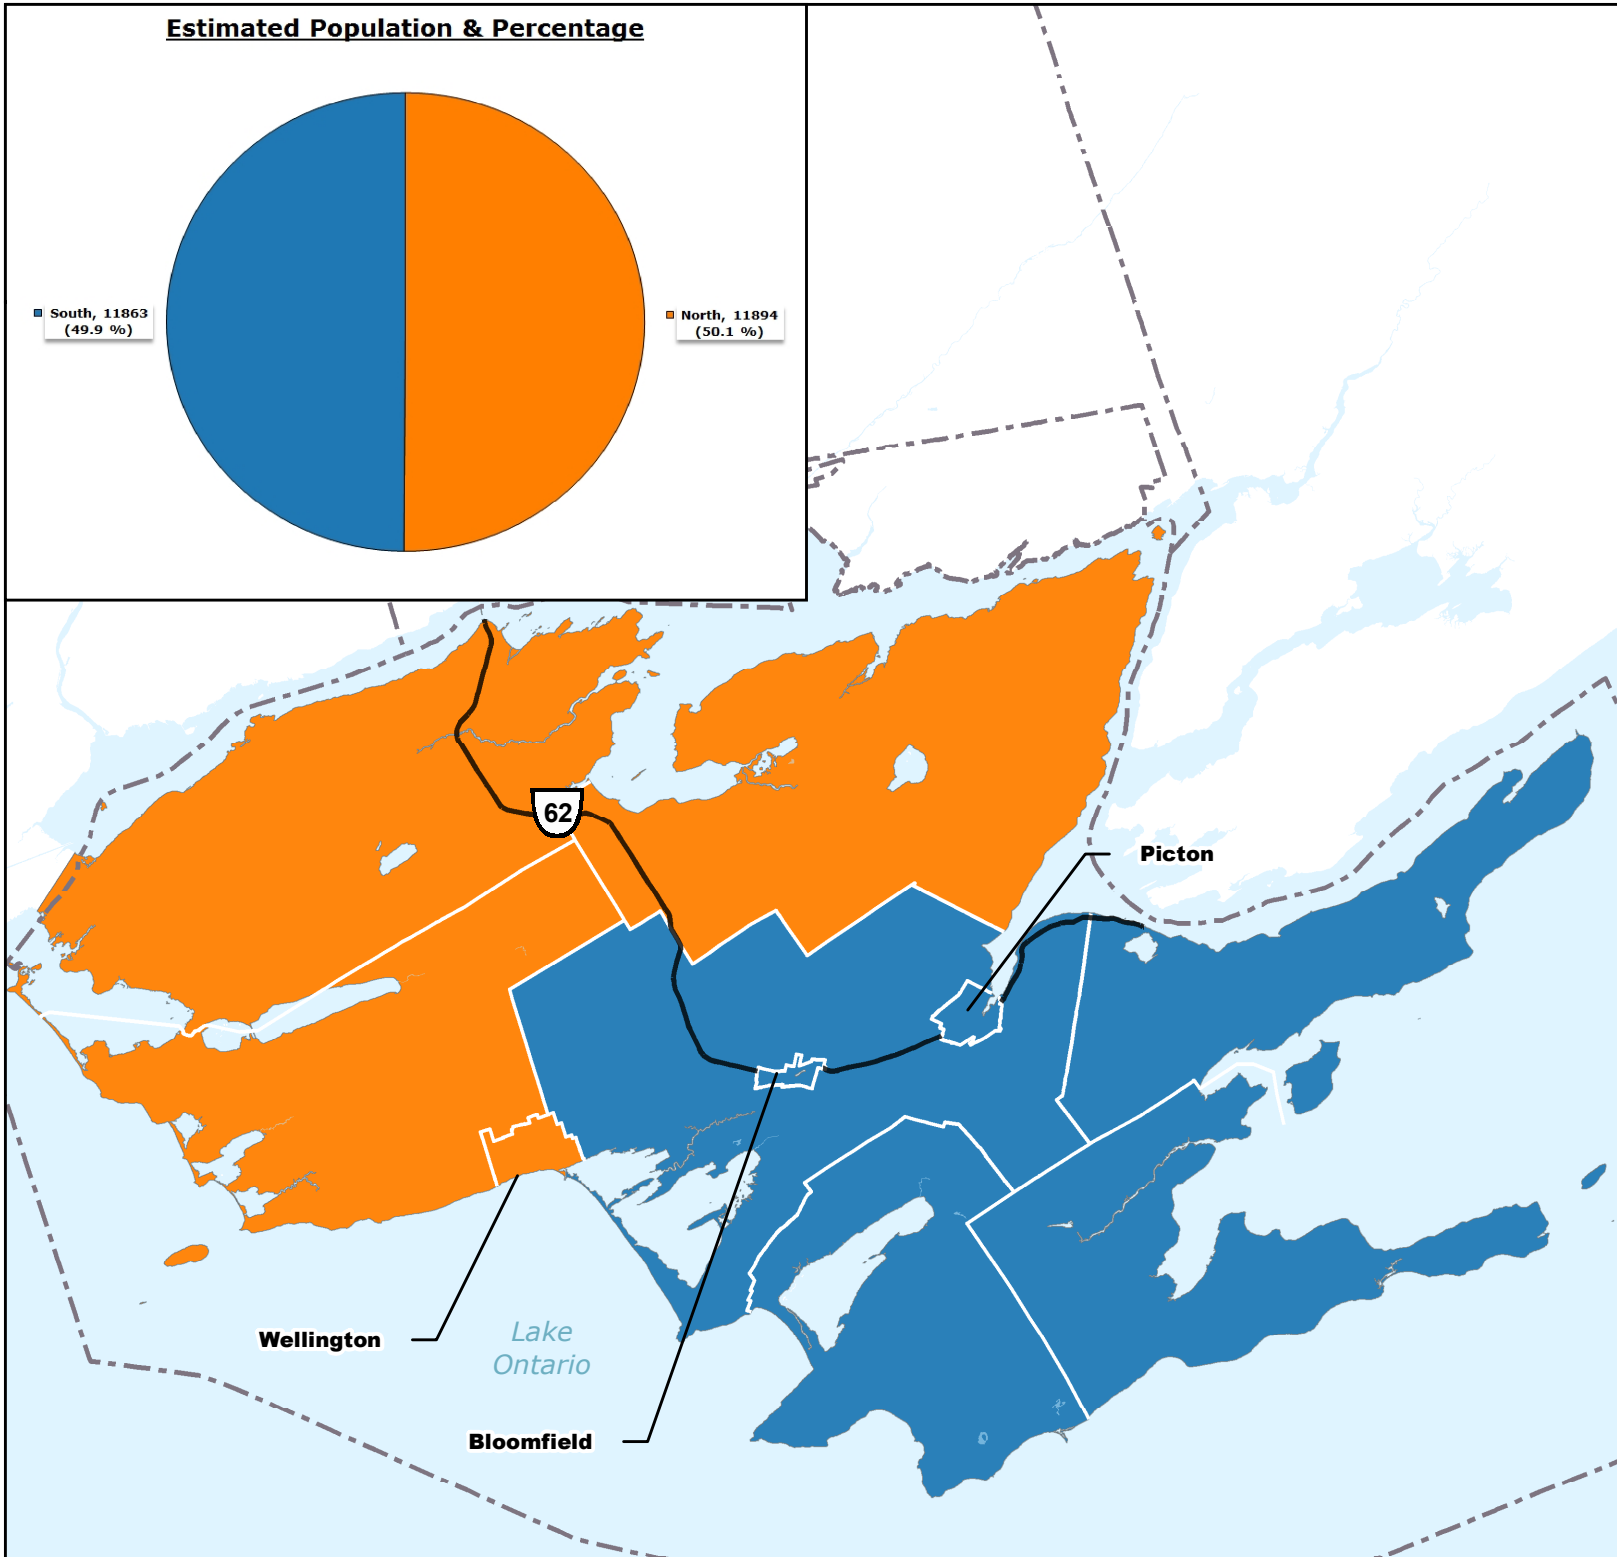 Estimated Population & Percentage
South, 11863
(49.9 %)
North, 11894
(50.1 %)
62
Picton
Wellington
Lake
Ontario
Bloomfield